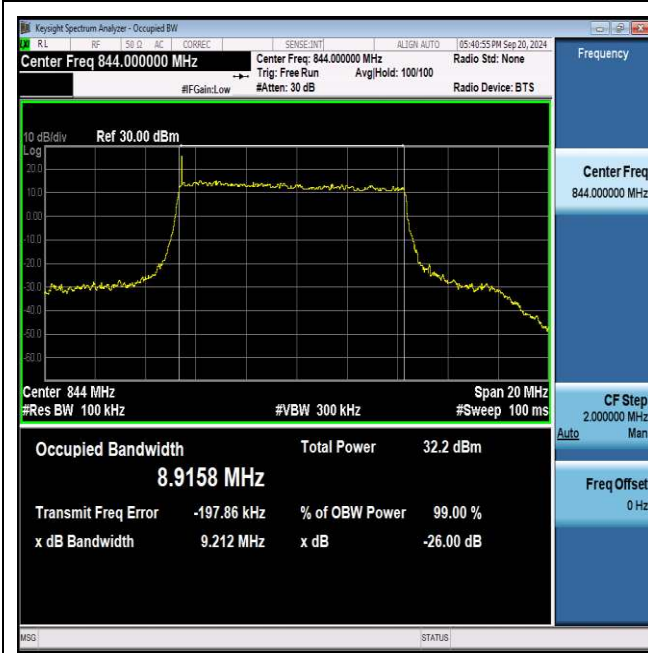 Keysight Spectrum Analyzer - Occupied BW
RL RF 50 Ω AC CORREC SENSE:INT ALIGN AUTO 05:40:55 PM Sep 20, 2024
Center Freq 844.000000 MHz Center Freq: 844.000000 MHz Radio Std: None
Trig: Free Run Avg|Hold: 100/100
#IFGain:Low #Atten: 30 dB Radio Device: BTS
10 dB/div Ref 30.00 dBm
Log
20.0
10.0
0.00
-10.0
-20.0
-30.0
-40.0
-50.0
-60.0
Center 844 MHz Span 20 MHz
#Res BW 100 kHz #VBW 300 kHz #Sweep 100 ms
Occupied Bandwidth Total Power 32.2 dBm
8.9158 MHz
Transmit Freq Error -197.86 kHz % of OBW Power 99.00 %
x dB Bandwidth 9.212 MHz x dB -26.00 dB
MSG STATUS
Frequency
Center Freq
844.000000 MHz
CF Step
2.000000 MHz
Auto Man
Freq Offset
0 Hz